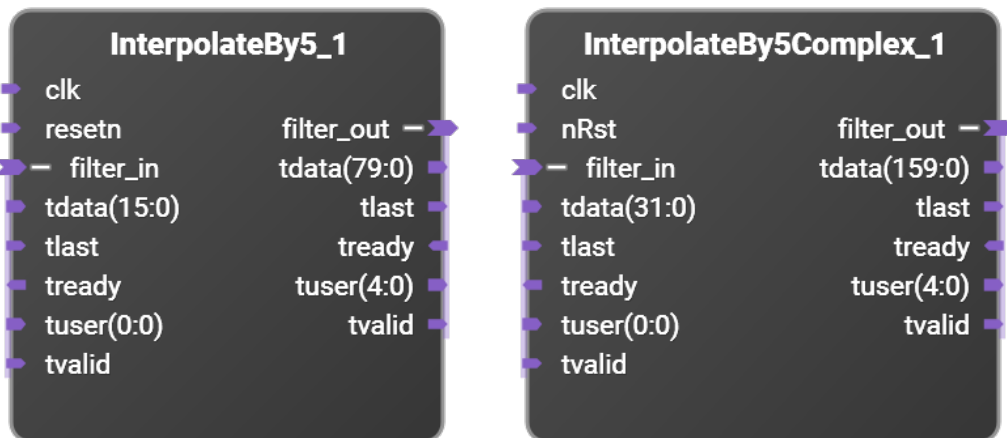 InterpolateBy5_1
clk
resetn
filter_out
filter_in
tdata(79:0)
tdata(15:0)
tlast
tlast
tready
tready
tuser(4:0)
tuser(0:0)
tvalid
tvalid
InterpolateBy5Complex_1
clk
nRst
filter_out
filter_in
tdata(159:0)
tdata(31:0)
tlast
tlast
tready
tready
tuser(4:0)
tuser(0:0)
tvalid
tvalid